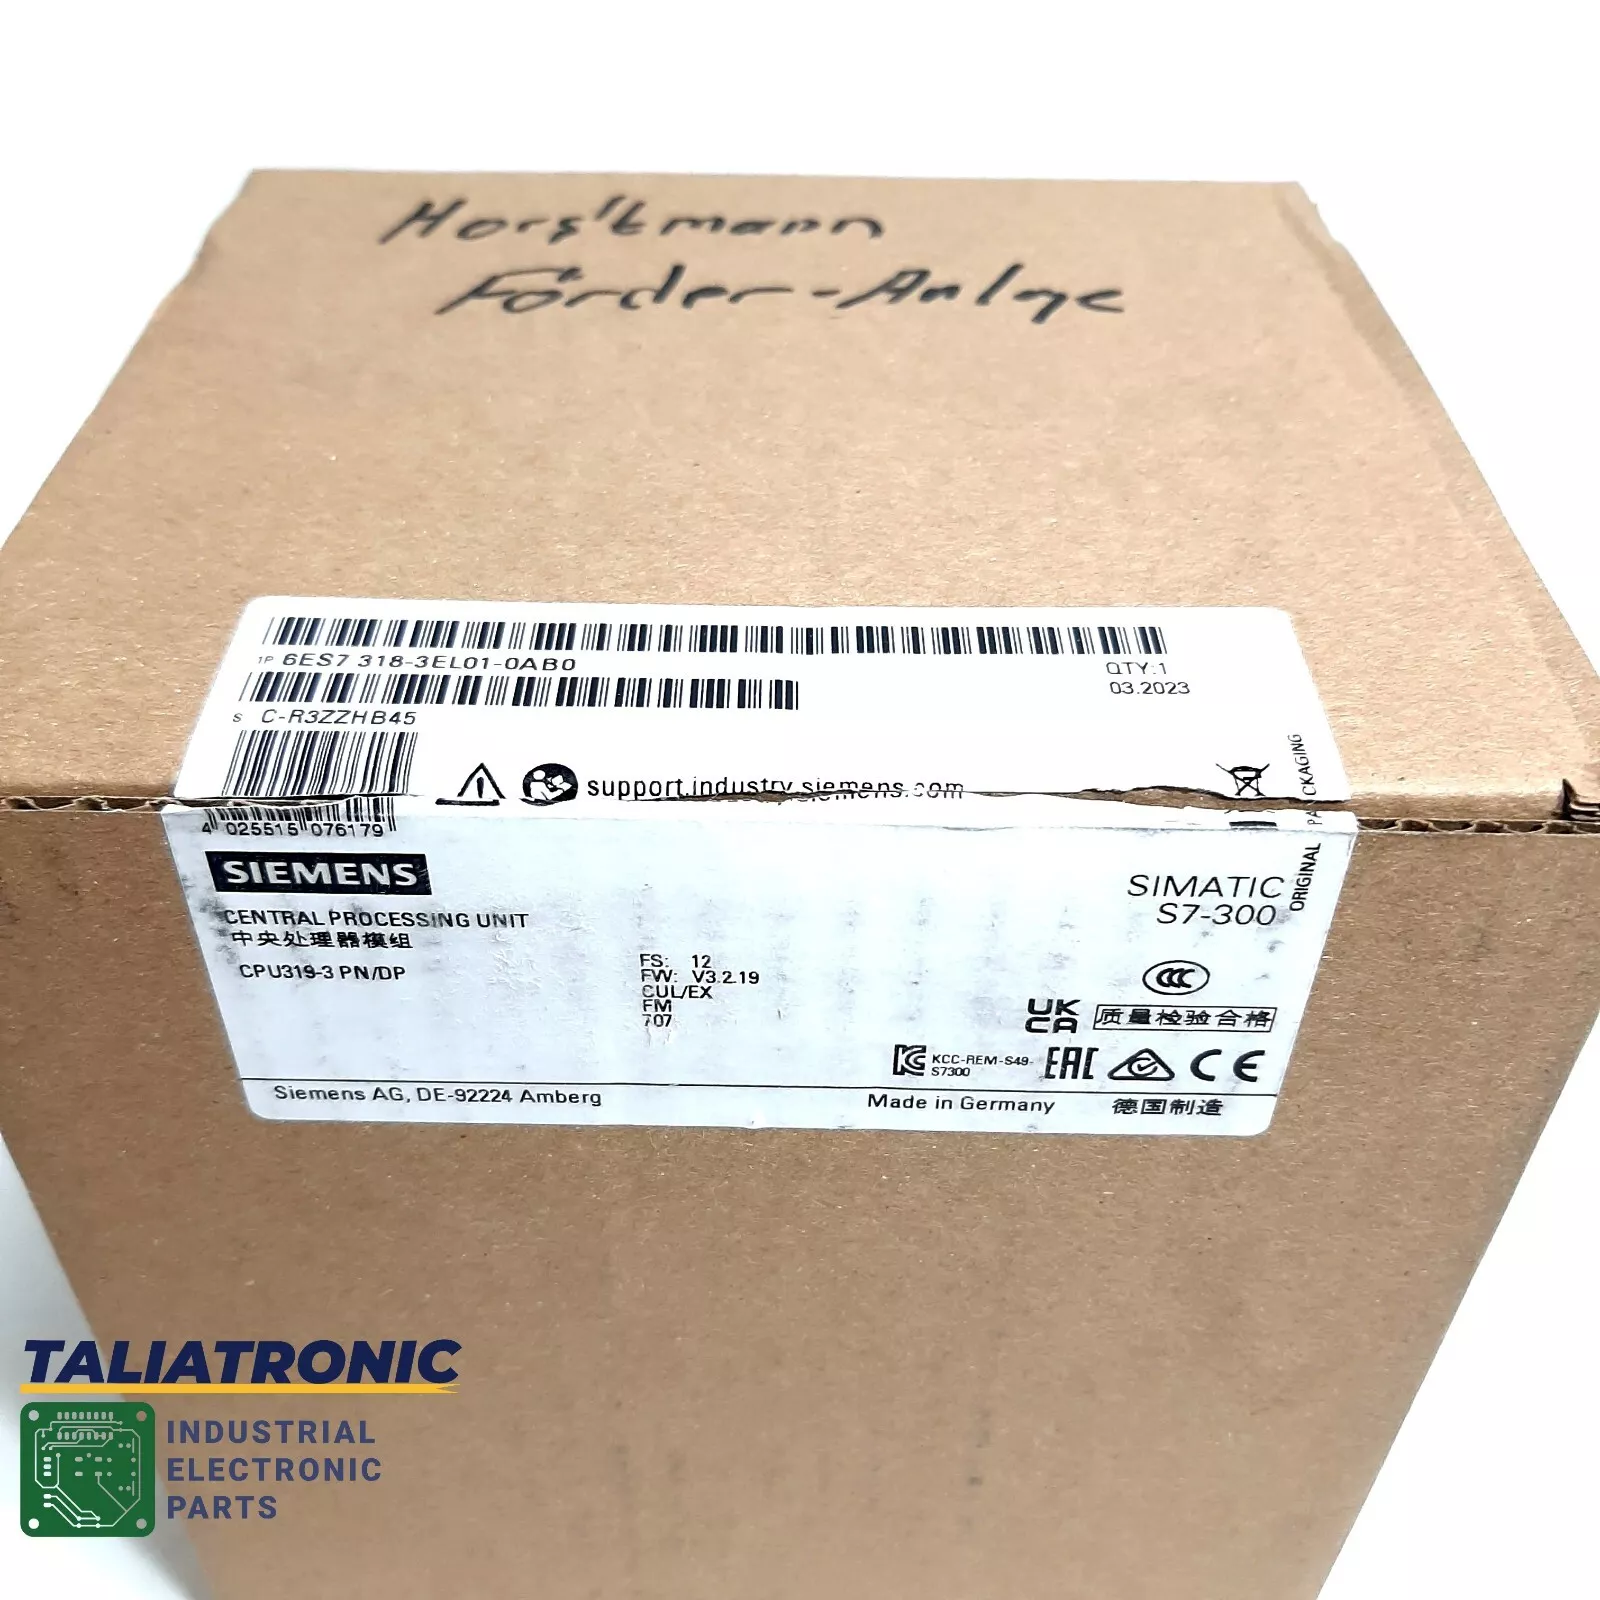 Horstmann
Förder-Anlge
1P 6ES7 318-3EL01-0AB0
QTY:1
03.2023
S C-R3ZZHB45
support.industry.siemens.com
4 025515 076179
ORIGINAL PACKAGING
SIEMENS
SIMATIC
S7-300
CENTRAL PROCESSING UNIT
中央处理器模组
CPU319-3 PN/DP
FS: 12
FW: V3.2.19
CUL/EX
FM
707
CCC
UK
CA
质量检验合格
KCC-REM-S49-
S7300
EAC
CE
Siemens AG, DE-92224 Amberg
Made in Germany
德国制造
TALIATRONIC
INDUSTRIAL
ELECTRONIC
PARTS